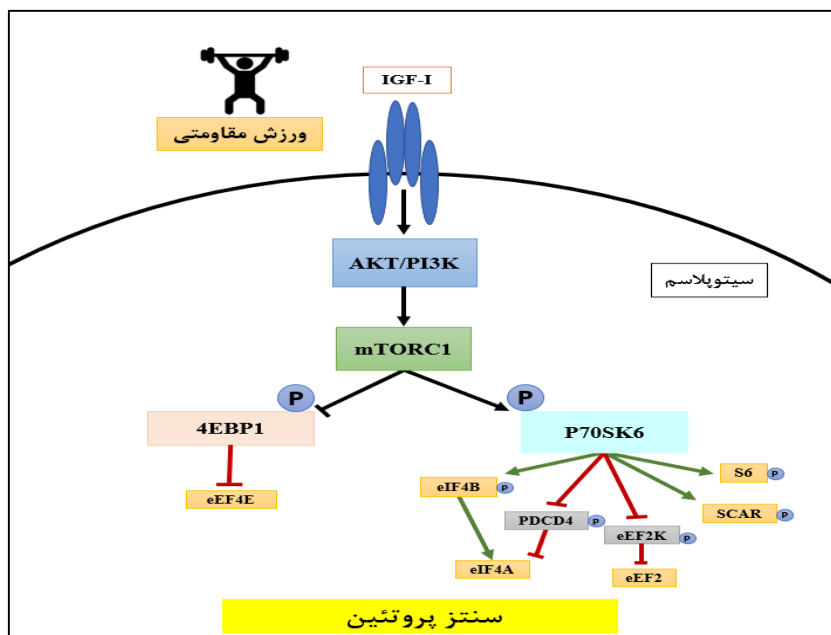 IGF-I
ورزش مقاومتی
AKT/PI3K
سیتوپلاسم
mTORC1
P
P
4EBP1
P70SK6
S6
P
eIF4B
P
eEF4E
SCAR
P
PDCD4
P
eEF2K
P
eIF4A
eEF2
سنتز پروتئین